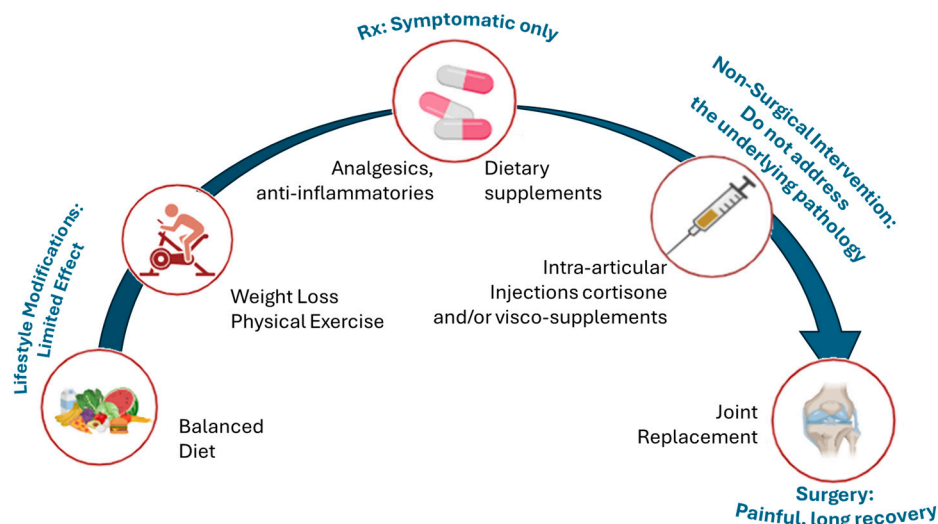 Rx: Symptomatic only
Non-Surgical Intervention:
Do not address
the underlying pathology
Analgesics,
anti-inflammatories
Dietary
supplements
Lifestyle Modifications:
Limited Effect
Weight Loss
Physical Exercise
Intra-articular
Injections cortisone
and/or visco-supplements
Balanced
Diet
Joint
Replacement
Surgery:
Painful, long recovery